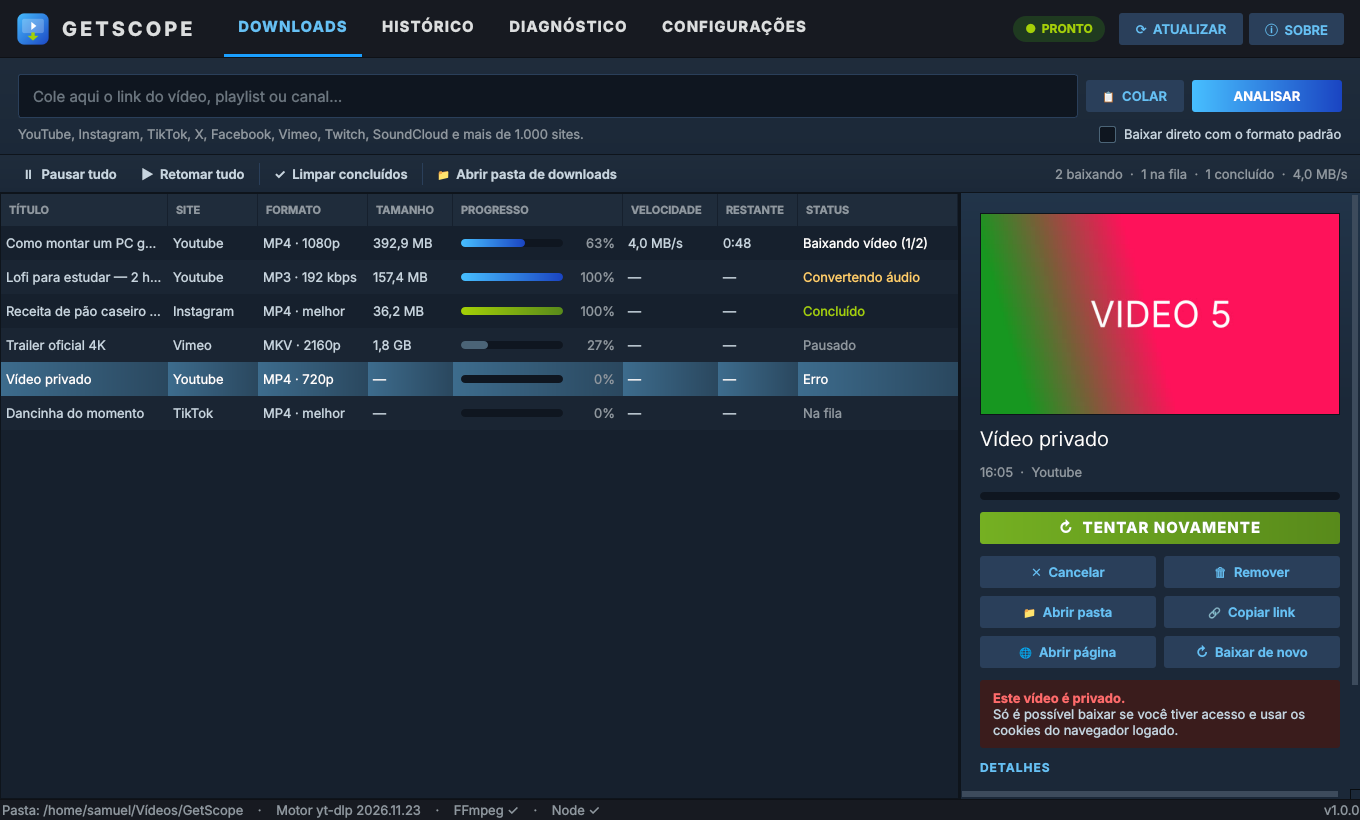 GETSCOPE
DOWNLOADS
HISTÓRICO
DIAGNÓSTICO
CONFIGURAÇÕES
PRONTO
ATUALIZAR
SOBRE
Cole aqui o link do vídeo, playlist ou canal...
COLAR
ANALISAR
YouTube, Instagram, TikTok, X, Facebook, Vimeo, Twitch, SoundCloud e mais de 1.000 sites.
Baixar direto com o formato padrão
Pausar tudo
Retomar tudo
Limpar concluídos
Abrir pasta de downloads
2 baixando · 1 na fila · 1 concluído · 4,0 MB/s
TÍTULO SITE FORMATO TAMANHO PROGRESSO VELOCIDADE RESTANTE STATUS
Como montar um PC g... Youtube MP4 · 1080p 392,9 MB 63% 4,0 MB/s 0:48 Baixando vídeo (1/2)
Lofi para estudar — 2 h... Youtube MP3 · 192 kbps 157,4 MB 100% — — Convertendo áudio
Receita de pão caseiro ... Instagram MP4 · melhor 36,2 MB 100% — — Concluído
Trailer oficial 4K Vimeo MKV · 2160p 1,8 GB 27% — — Pausado
Vídeo privado Youtube MP4 · 720p — 0% — — Erro
Dancinha do momento TikTok MP4 · melhor — 0% — — Na fila
VIDEO 5
Vídeo privado
16:05 · Youtube
TENTAR NOVAMENTE
Cancelar
Remover
Abrir pasta
Copiar link
Abrir página
Baixar de novo
Este vídeo é privado.
Só é possível baixar se você tiver acesso e usar os
cookies do navegador logado.
DETALHES
Pasta: /home/samuel/Vídeos/GetScope · Motor yt-dlp 2026.11.23 · FFmpeg ✓ · Node ✓
v1.0.0